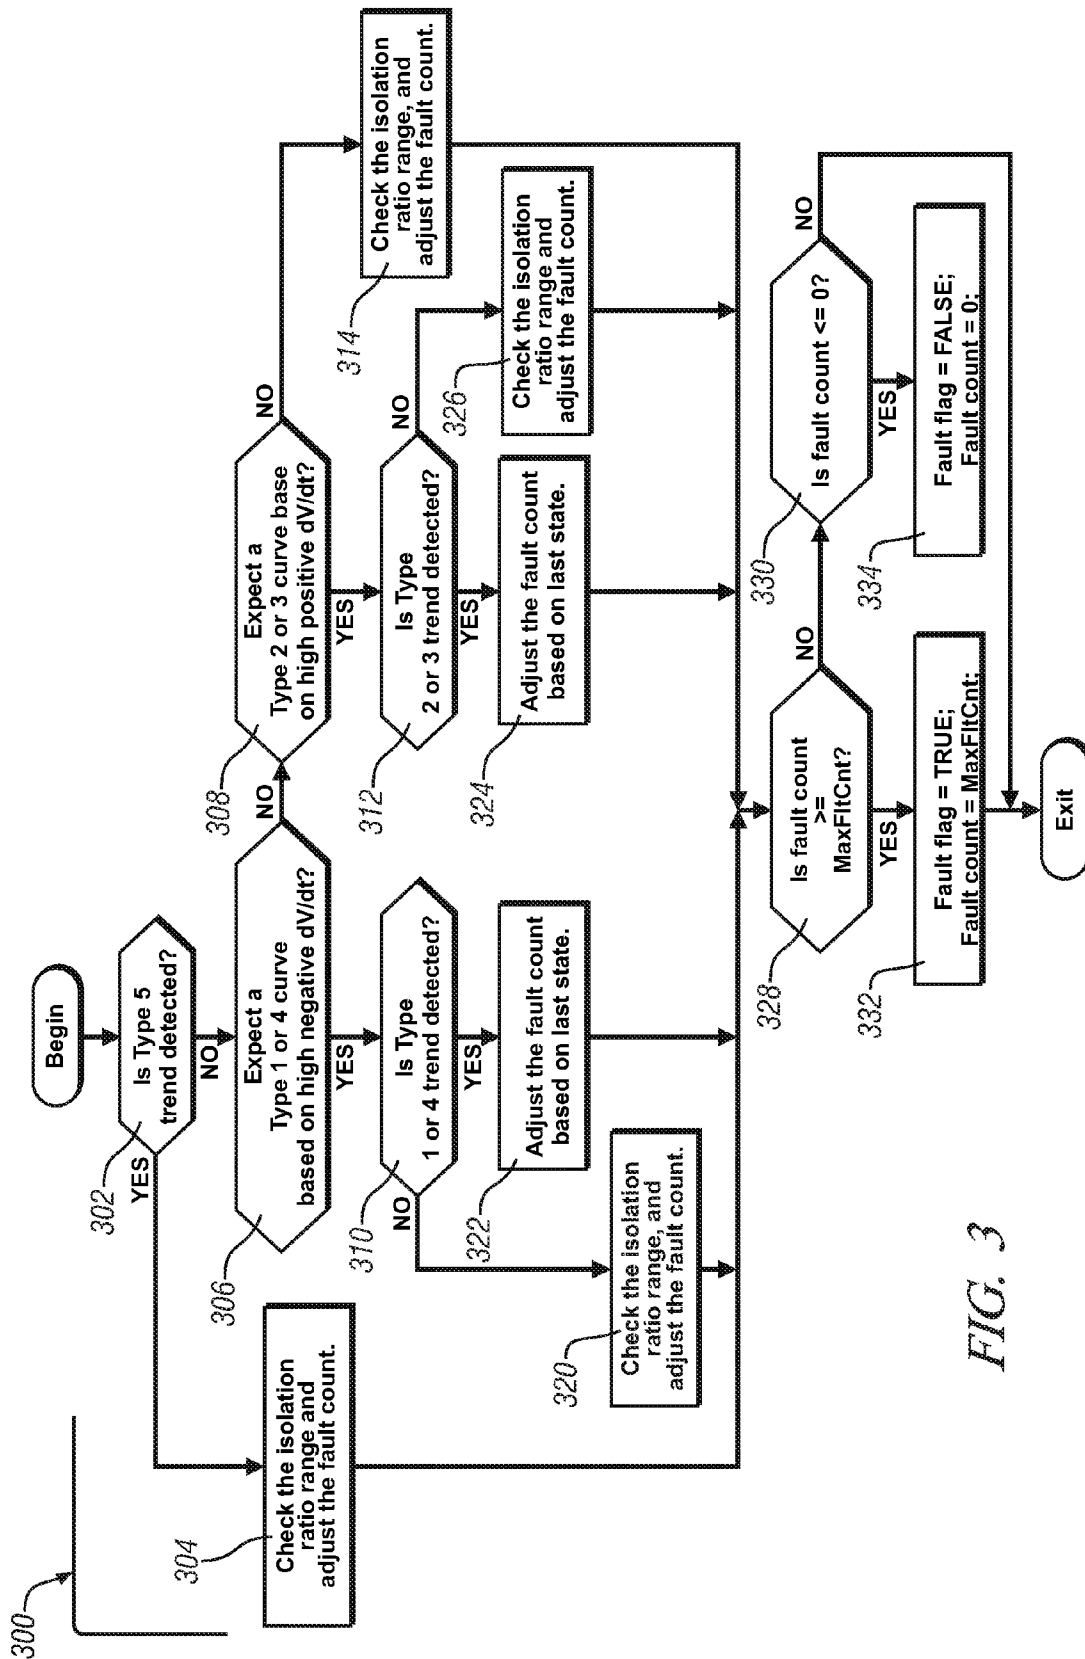 300
Begin
302
Is Type 5
trend detected?
YES
NO
304
Check the isolation
ratio range and
adjust the fault count.
306
Expect a
Type 1 or 4 curve
based on high negative dV/dt?
NO
YES
308
Expect a
Type 2 or 3 curve base
on high positive dV/dt?
NO
YES
310
Is Type
1 or 4 trend detected?
NO
YES
312
Is Type
2 or 3 trend detected?
NO
YES
314
Check the isolation
ratio range, and
adjust the fault count.
320
Check the isolation
ratio range, and
adjust the fault count.
322
Adjust the fault count
based on last state.
324
Adjust the fault count
based on last state.
326
Check the isolation
ratio range and
adjust the fault count.
328
Is fault count
>=
MaxFltCnt?
NO
YES
330
Is fault count <= 0?
NO
YES
332
Fault flag = TRUE;
Fault count = MaxFltCnt;
334
Fault flag = FALSE;
Fault count = 0;
Exit
FIG. 3